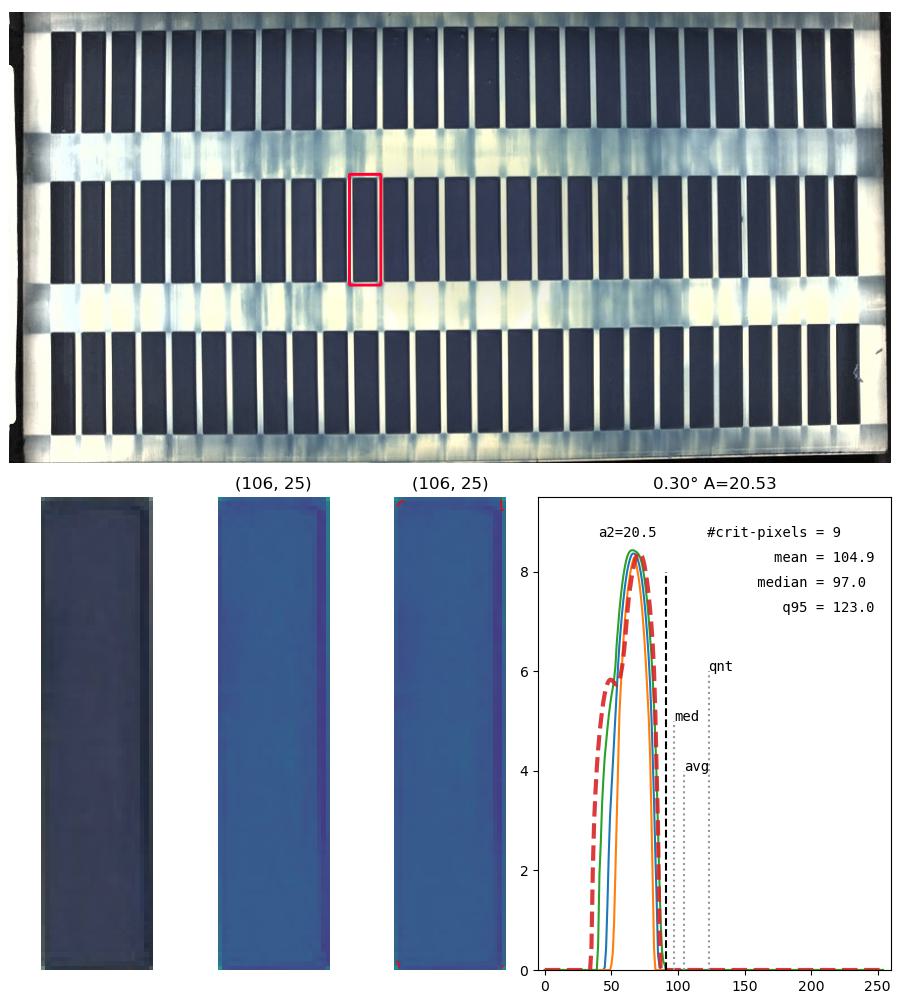 (106, 25)
(106, 25)
0.30° A=20.53
a2=20.5
#crit-pixels = 9
mean = 104.9
median = 97.0
q95 = 123.0
qnt
med
avg
8
6
4
2
0
0 50 100 150 200 250